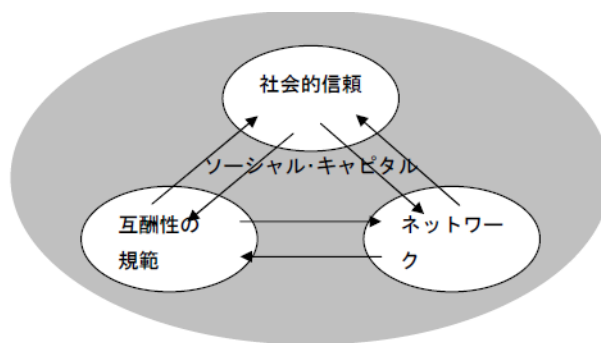 社会的信頼
ソーシャル･キャピタル
互酬性の
規範
ネットワー
ク